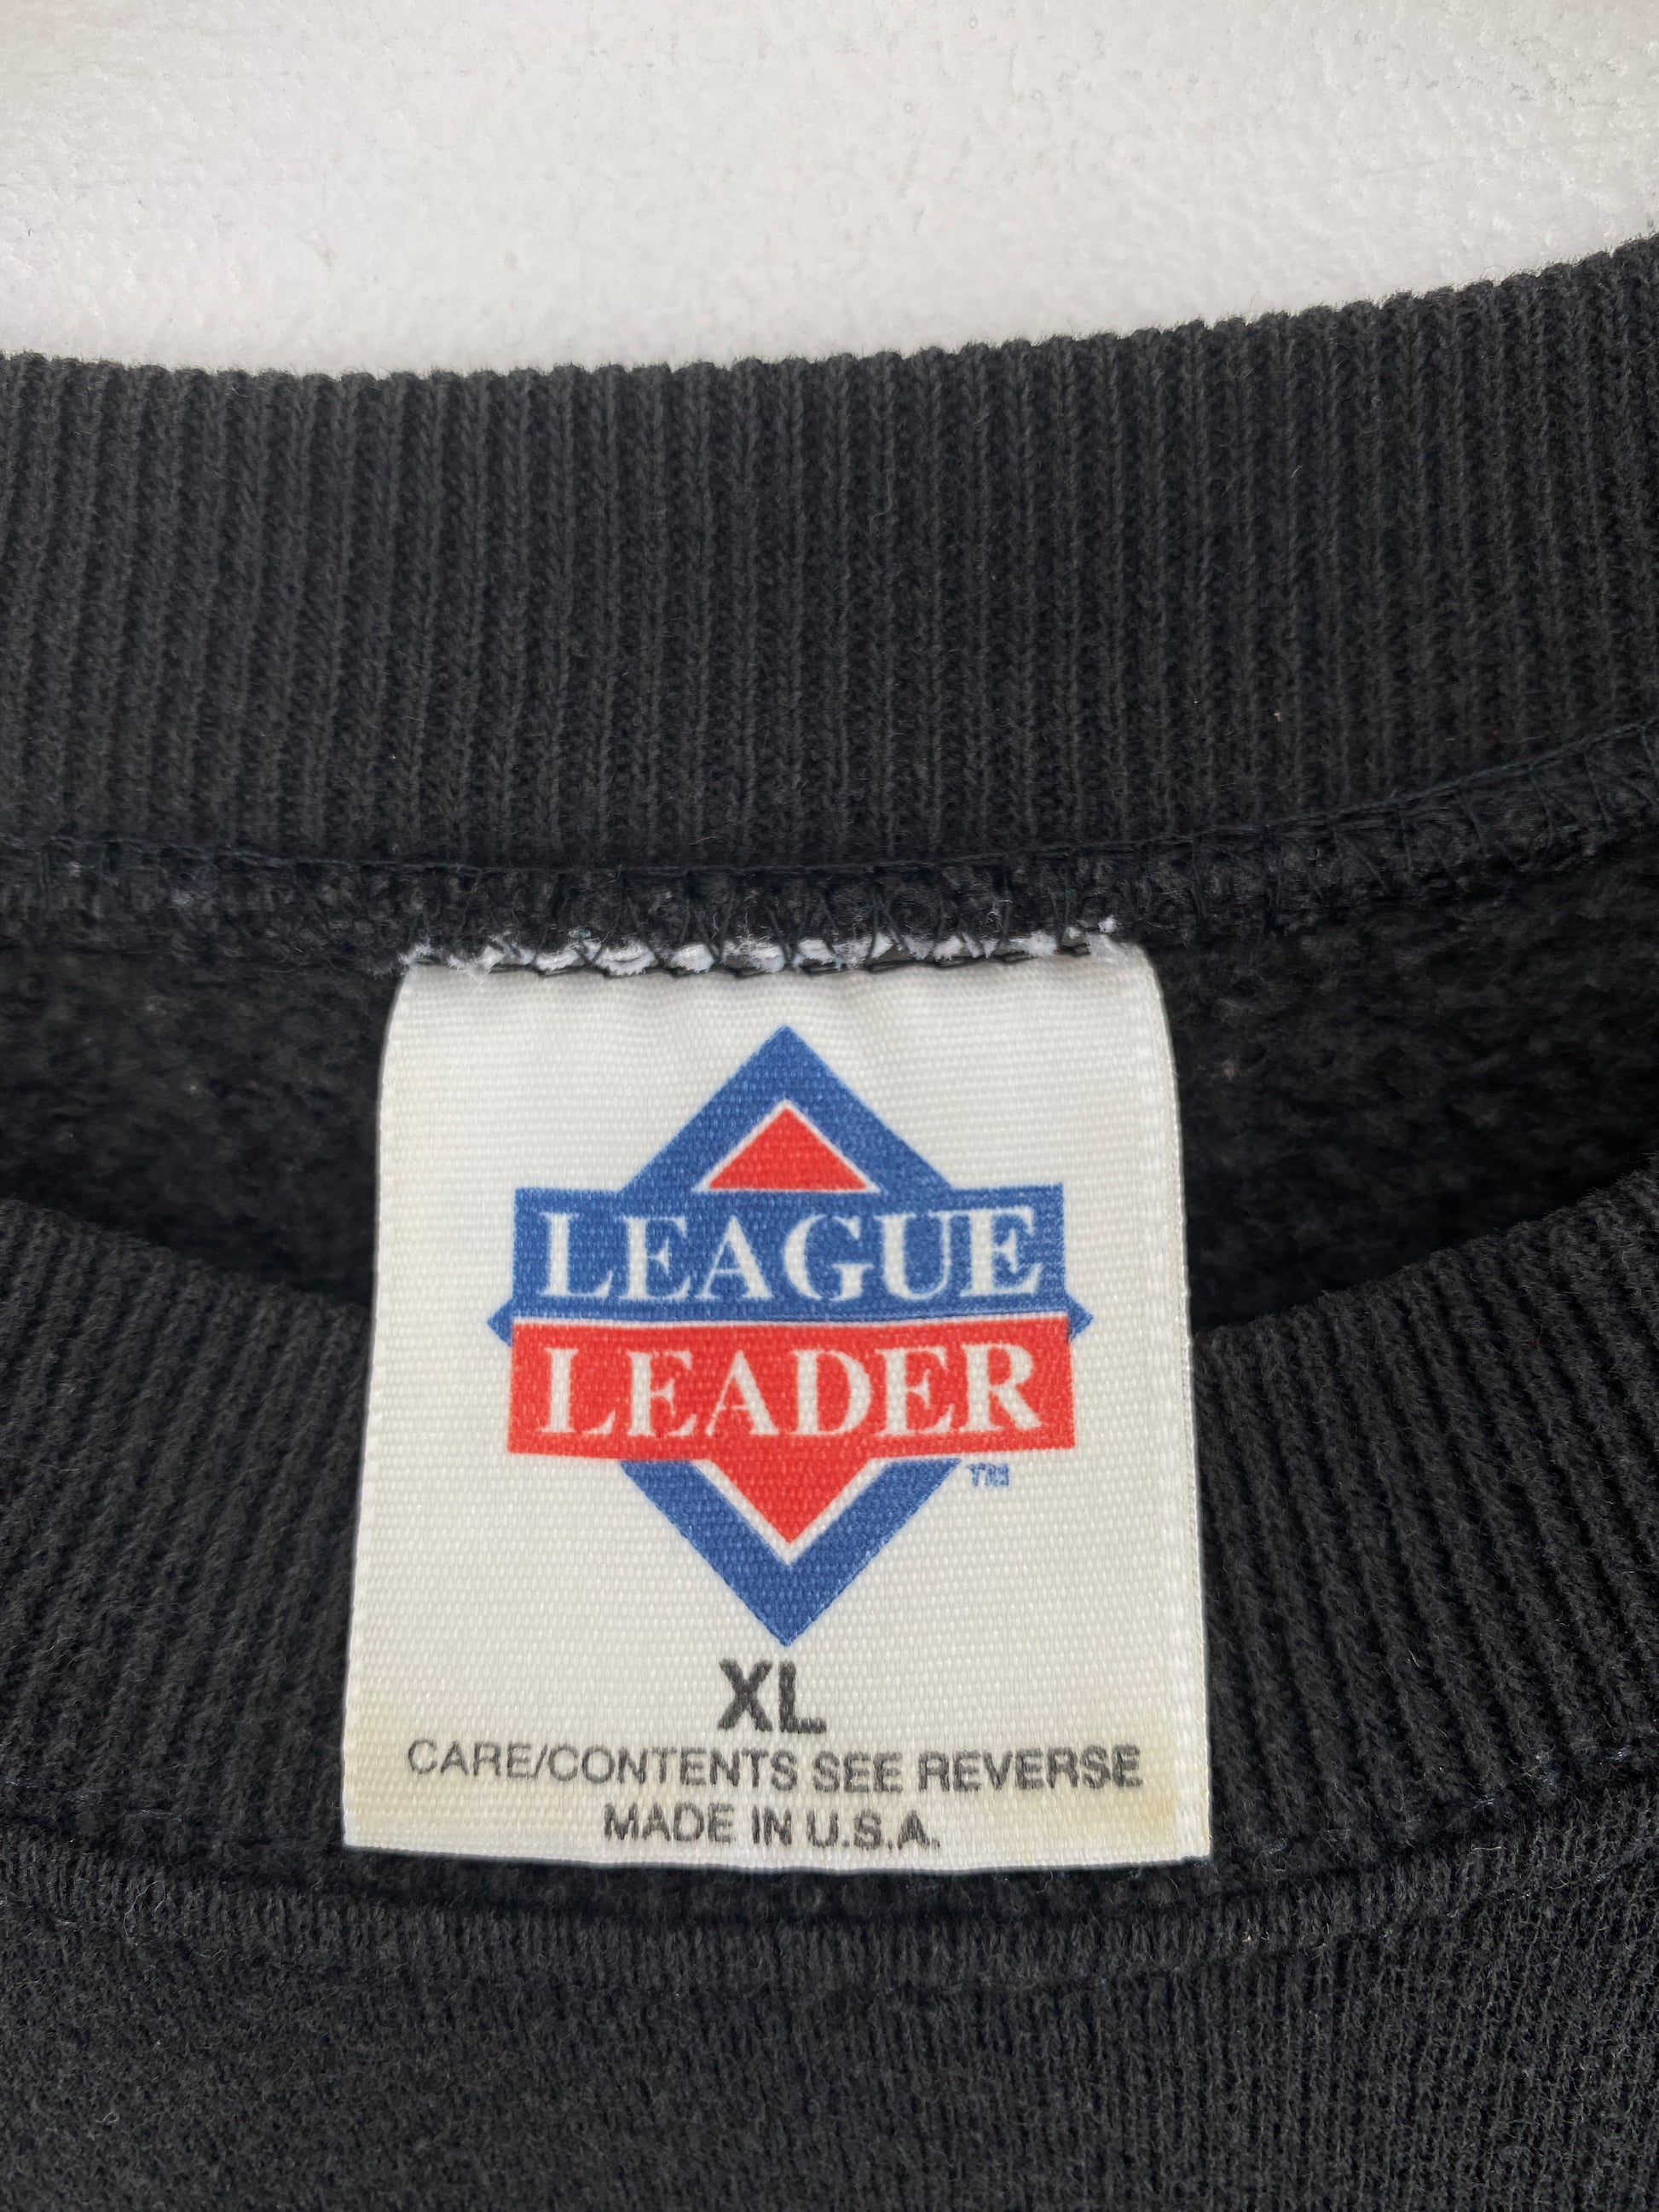 LEAGUE
LEADER
TM
XL
CARE/CONTENTS SEE REVERSE
MADE IN U.S.A.